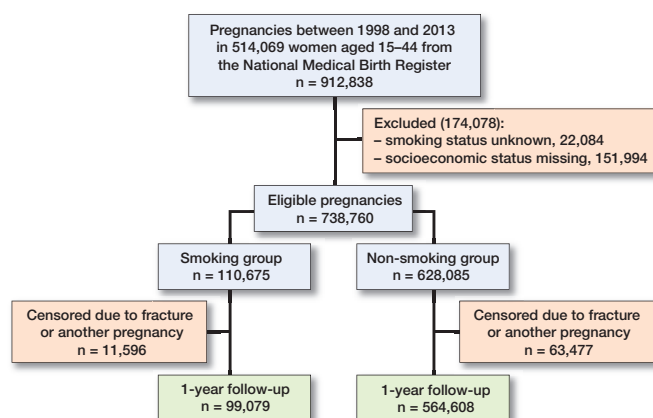 Pregnancies between 1998 and 2013
in 514,069 women aged 15–44 from
the National Medical Birth Register
n = 912,838
Excluded (174,078):
– smoking status unknown, 22,084
– socioeconomic status missing, 151,994
Eligible pregnancies
n = 738,760
Smoking group
n = 110,675
Non-smoking group
n = 628,085
Censored due to fracture
or another pregnancy
n = 11,596
Censored due to fracture
or another pregnancy
n = 63,477
1-year follow-up
n = 99,079
1-year follow-up
n = 564,608